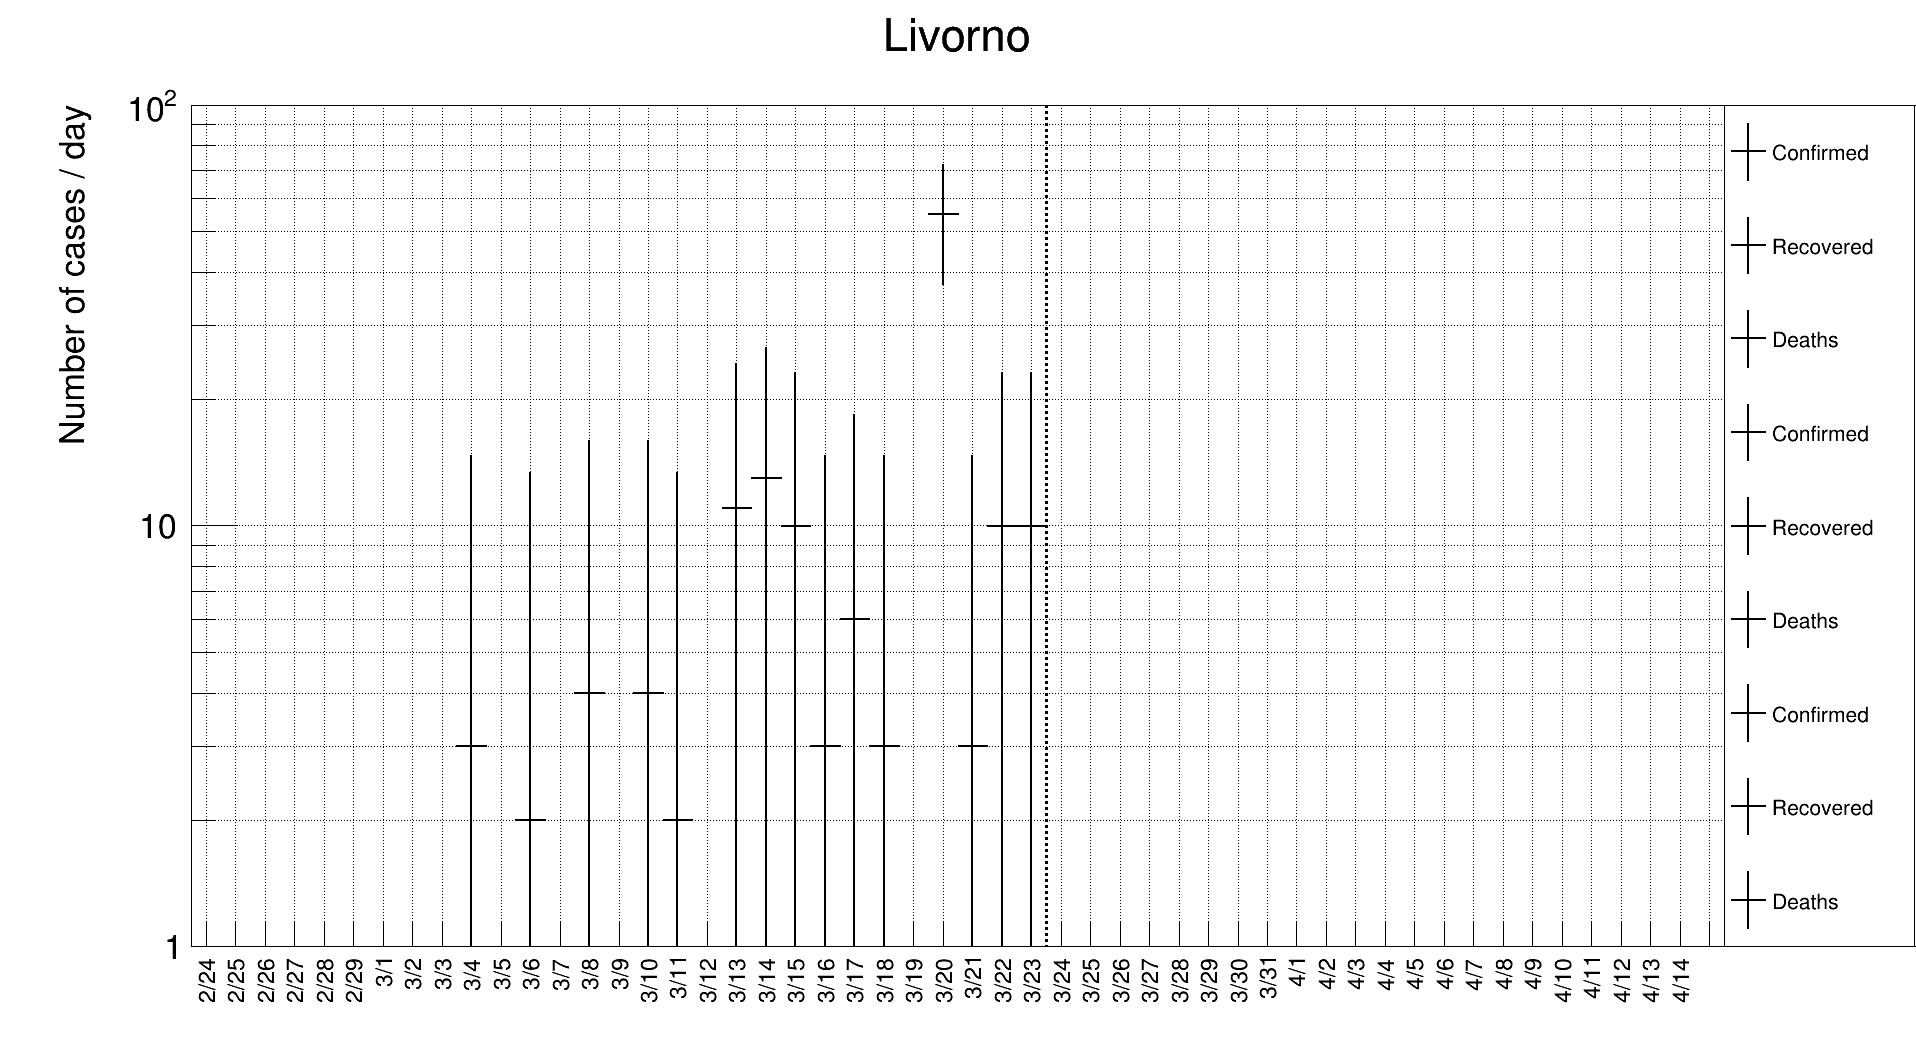 Livorno
Number of cases / day
10²
10
1
2/24 2/25 2/26 2/27 2/28 2/29 3/1 3/2 3/3 3/4 3/5 3/6 3/7 3/8 3/9 3/10 3/11 3/12 3/13 3/14 3/15 3/16 3/17 3/18 3/19 3/20 3/21 3/22 3/23 3/24 3/25 3/26 3/27 3/28 3/29 3/30 3/31 4/1 4/2 4/3 4/4 4/5 4/6 4/7 4/8 4/9 4/10 4/11 4/12 4/13 4/14
Confirmed
Recovered
Deaths
Confirmed
Recovered
Deaths
Confirmed
Recovered
Deaths